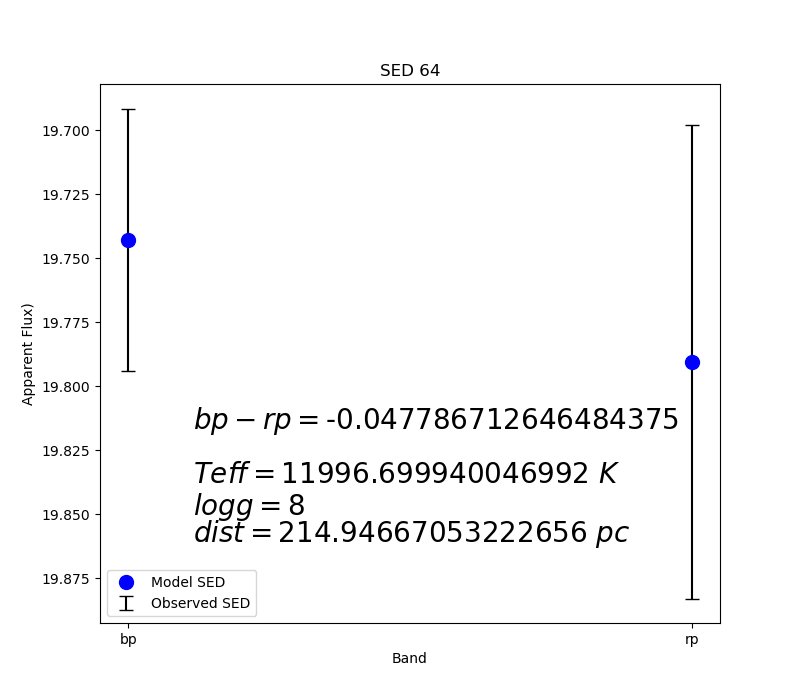 SED 64
19.700
19.725
19.750
19.775
19.800
19.825
19.850
19.875
Apparent Flux)
bp − rp = -0.047786712646484375
Teff = 11996.699940046992 K
logg = 8
dist = 214.94667053222656 pc
Model SED
Observed SED
bp
rp
Band